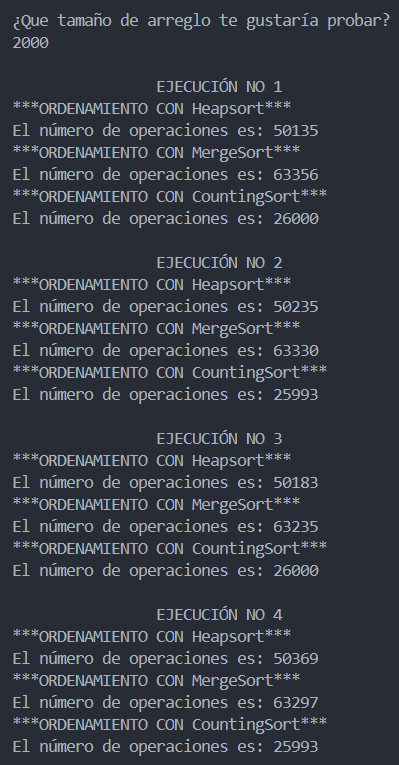 ¿Que tamaño de arreglo te gustaría probar?
2000
EJECUCIÓN NO 1
***ORDENAMIENTO CON Heapsort***
El número de operaciones es: 50135
***ORDENAMIENTO CON MergeSort***
El número de operaciones es: 63356
***ORDENAMIENTO CON CountingSort***
El número de operaciones es: 26000
EJECUCIÓN NO 2
***ORDENAMIENTO CON Heapsort***
El número de operaciones es: 50235
***ORDENAMIENTO CON MergeSort***
El número de operaciones es: 63330
***ORDENAMIENTO CON CountingSort***
El número de operaciones es: 25993
EJECUCIÓN NO 3
***ORDENAMIENTO CON Heapsort***
El número de operaciones es: 50183
***ORDENAMIENTO CON MergeSort***
El número de operaciones es: 63235
***ORDENAMIENTO CON CountingSort***
El número de operaciones es: 26000
EJECUCIÓN NO 4
***ORDENAMIENTO CON Heapsort***
El número de operaciones es: 50369
***ORDENAMIENTO CON MergeSort***
El número de operaciones es: 63297
***ORDENAMIENTO CON CountingSort***
El número de operaciones es: 25993